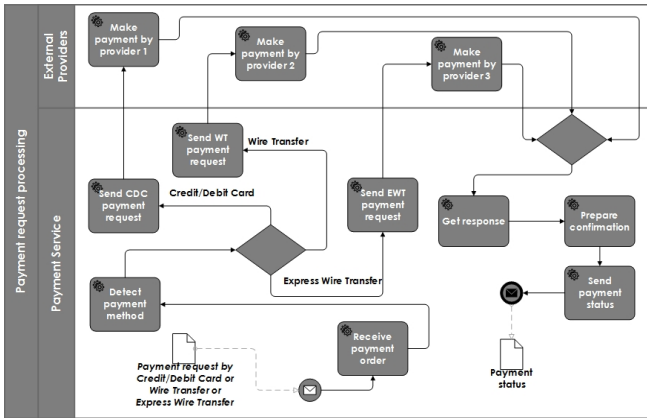 Payment request processing
External
Providers
Make
payment by
provider 1
Make
payment by
provider 2
Make
payment by
provider 3
Payment Service
Send WT
payment
request
Wire Transfer
Send CDC
payment
request
Credit/Debit Card
Send EWT
payment
request
Get response
Prepare
confirmation
Express Wire Transfer
Detect
payment
method
Send
payment
status
Receive
payment
order
Payment request by
Credit/Debit Card or
Wire Transfer or
Express Wire Transfer
Payment
status